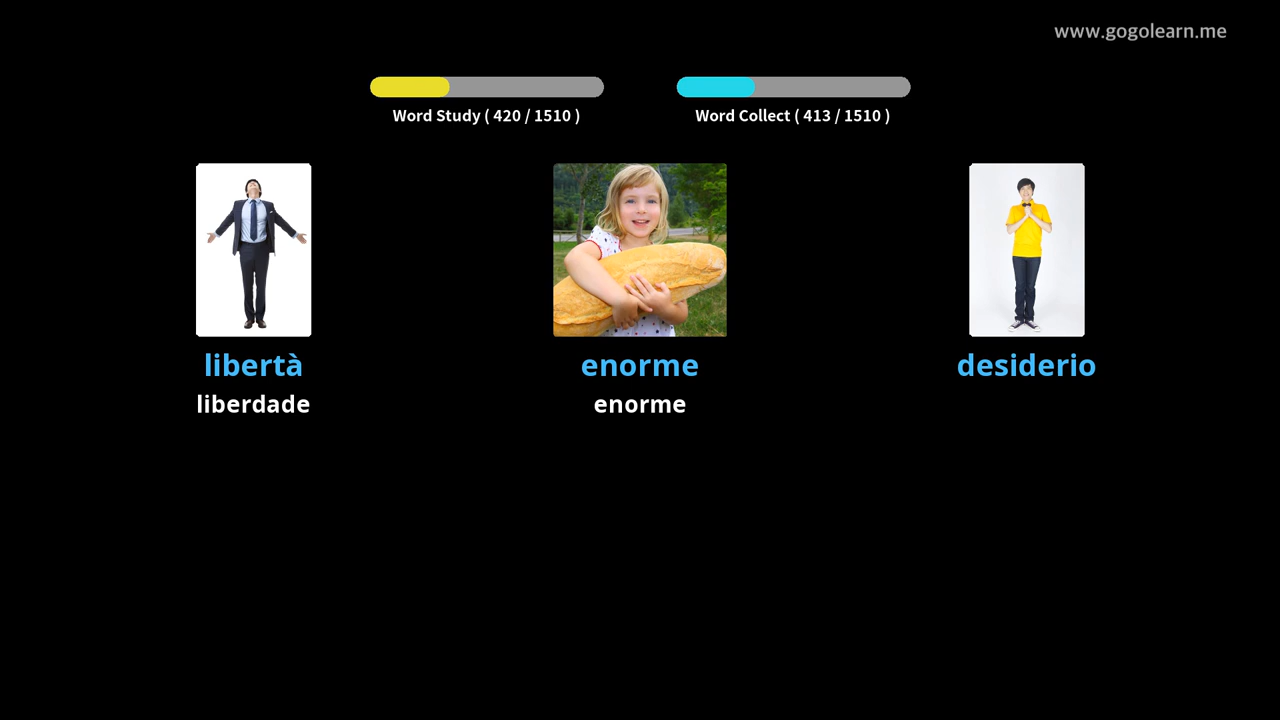 www.gogolearn.me
Word Study ( 420 / 1510 )
Word Collect ( 413 / 1510 )
libertà
liberdade
enorme
enorme
desiderio